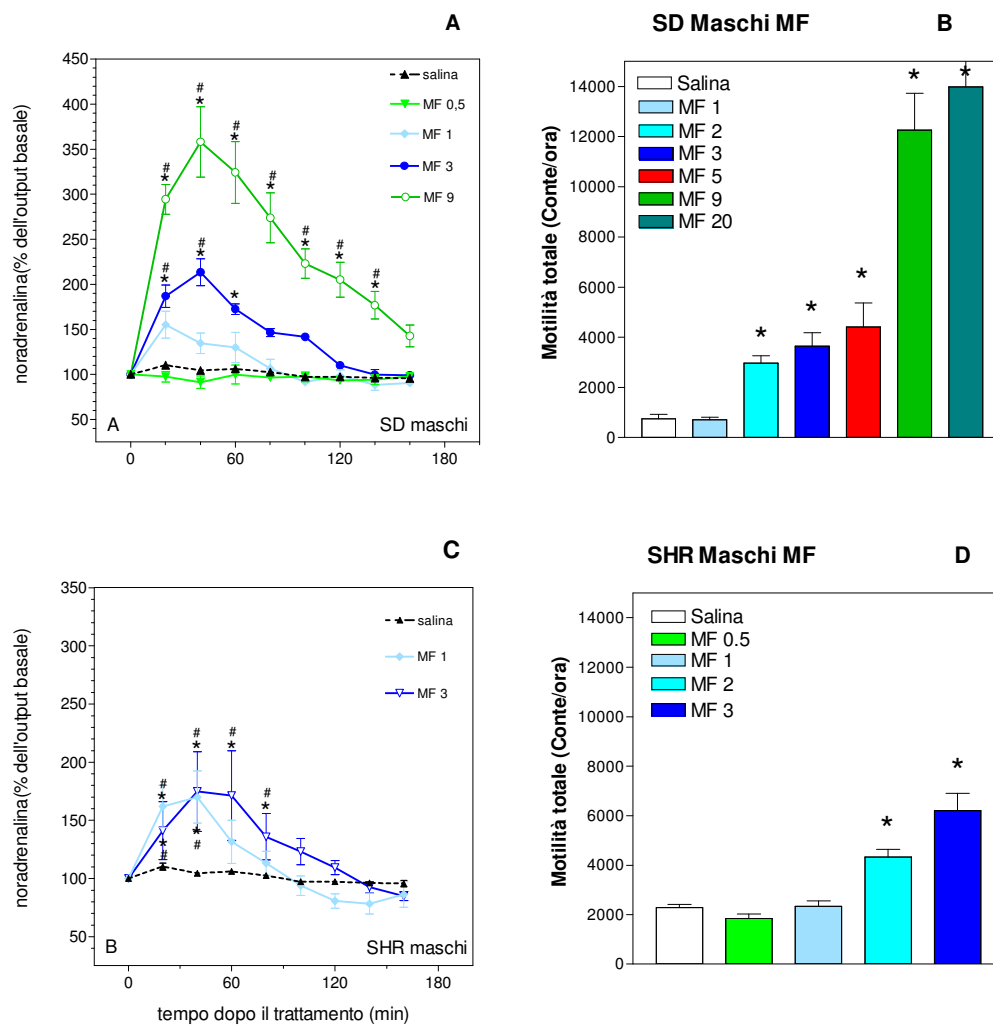 A
450
400
350
300
250
200
150
100
50
noradrenalina(% dell'output basale)
salina
MF 0,5
MF 1
MF 3
MF 9
#
*
#
*
#
*
#
*
#
*
#
*
#
*
#
*
#
*
*
A
SD maschi
0
60
120
180
SD Maschi MF
B
14000
12000
10000
8000
6000
4000
2000
0
Motilità totale (Conte/ora)
Salina
MF 1
MF 2
MF 3
MF 5
MF 9
MF 20
*
*
*
*
*
C
350
300
250
200
150
100
50
noradrenalina(% dell'output basale)
salina
MF 1
MF 3
#
*
#
*
#
*
#
*
*
#
*
#
B
SHR maschi
0
60
120
180
tempo dopo il trattamento (min)
SHR Maschi MF
D
14000
12000
10000
8000
6000
4000
2000
0
Motilità totale (Conte/ora)
Salina
MF 0.5
MF 1
MF 2
MF 3
*
*